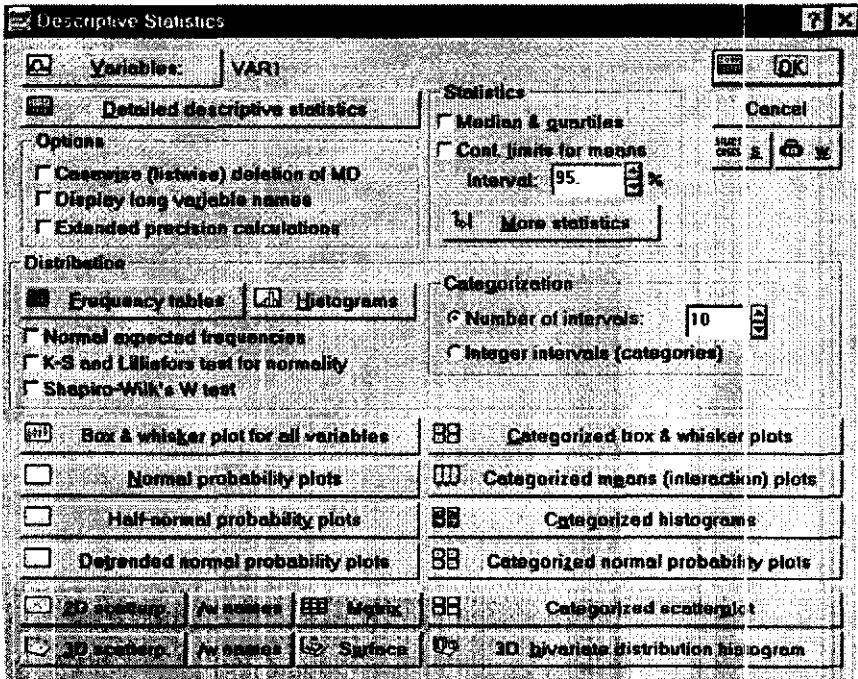 Descriptive Statistics
Variables: VAR1
OK
Detailed descriptive statistics
Statistics
Cancel
Median & quartiles
Conf. limits for means
Interval: 95. %
More statistics
SELECT CASES S W
Options
Casewise (listwise) deletion of MD
Display long variable names
Extended precision calculations
Distribution
Frequency tables Histograms
Normal expected frequencies
K-S and Lilliefors test for normality
Shapiro-Wilk's W test
Categorization
Number of intervals: 10
Integer intervals (categories)
Box & whisker plot for all variables
Categorized box & whisker plots
Normal probability plots
Categorized means (interaction) plots
Half-normal probability plots
Categorized histograms
Detrended normal probability plots
Categorized normal probability plots
2D scatterp. /w names Matrix
Categorized scatterplot
3D scatterp. /w names Surface
3D bivariate distribution histogram